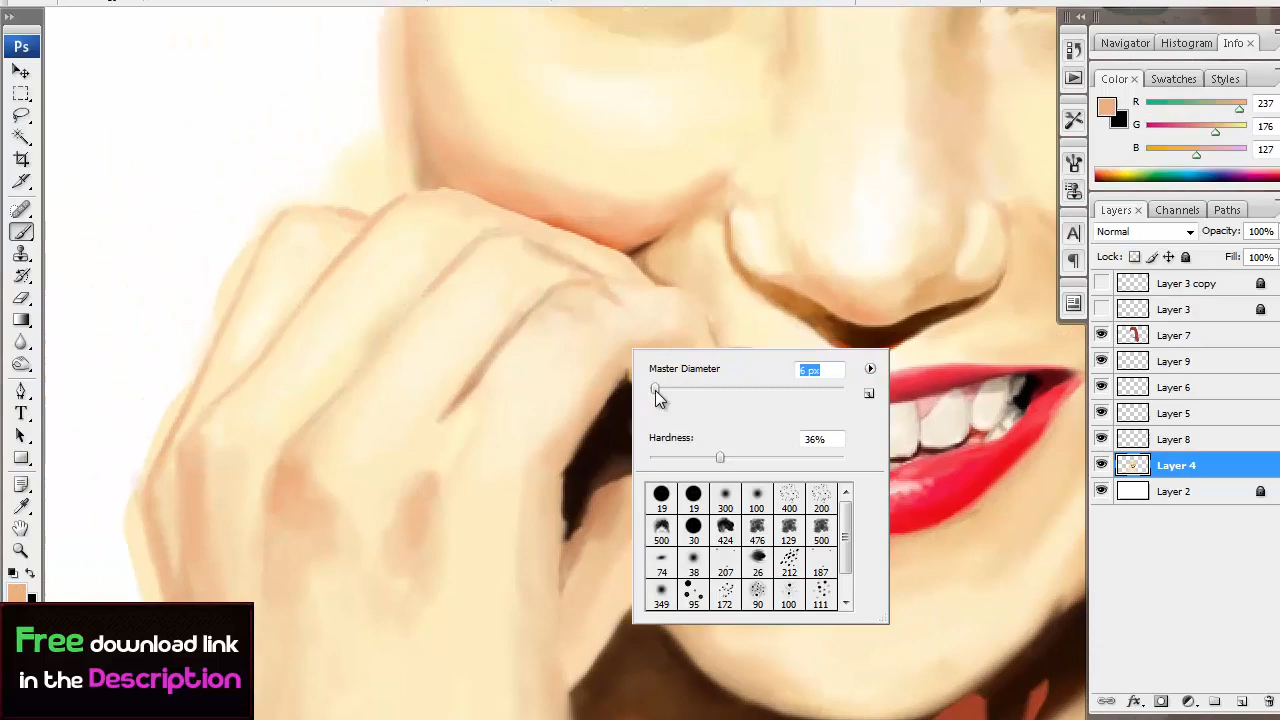 Ps
Navigator Histogram Info
Color Swatches Styles
R 237
G 176
B 127
Layers Channels Paths
Normal Opacity: 100%
Lock: Fill: 100%
Layer 3 copy
Layer 3
Layer 7
Layer 9
Layer 6
Layer 5
Layer 8
Layer 4
Layer 2
A
T
Master Diameter 6 px
Hardness: 36%
19 19 300 100 400 200
500 30 424 476 129 500
74 38 207 26 212 187
349 95 172 90 100 111
fx
Free download link
in the Description